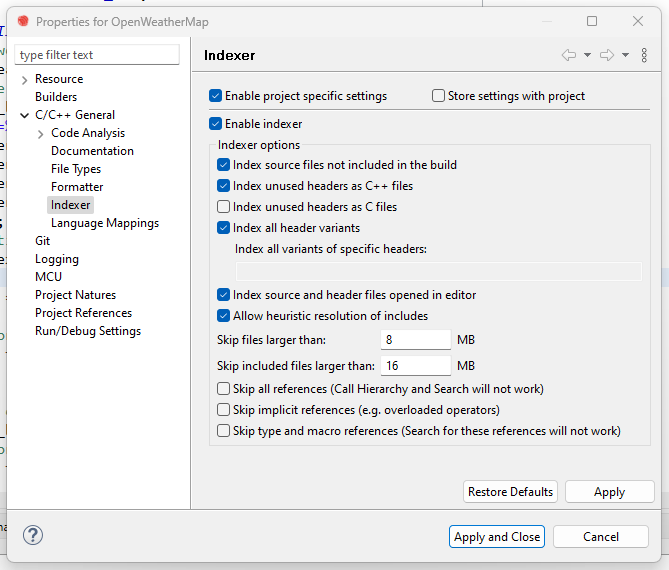 Properties for OpenWeatherMap
type filter text
Resource
Builders
C/C++ General
Code Analysis
Documentation
File Types
Formatter
Indexer
Language Mappings
Git
Logging
MCU
Project Natures
Project References
Run/Debug Settings
Indexer
Enable project specific settings
Store settings with project
Enable indexer
Indexer options
Index source files not included in the build
Index unused headers as C++ files
Index unused headers as C files
Index all header variants
Index all variants of specific headers:
Index source and header files opened in editor
Allow heuristic resolution of includes
Skip files larger than: 8 MB
Skip included files larger than: 16 MB
Skip all references (Call Hierarchy and Search will not work)
Skip implicit references (e.g. overloaded operators)
Skip type and macro references (Search for these references will not work)
Restore Defaults
Apply
?
Apply and Close
Cancel